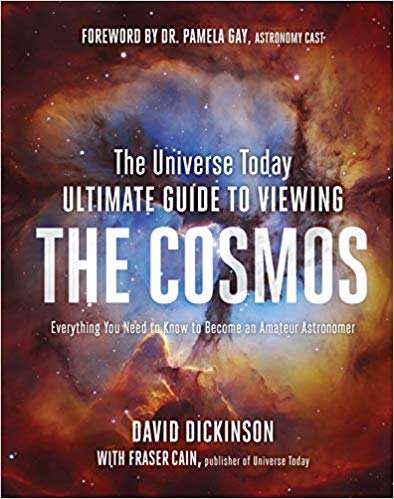 FOREWORD BY DR. PAMELA GAY, ASTRONOMY CAST
The Universe Today
ULTIMATE GUIDE TO VIEWING
THE COSMOS
Everything You Need to Know to Become an Amateur Astronomer
DAVID DICKINSON
WITH FRASER CAIN, publisher of Universe Today